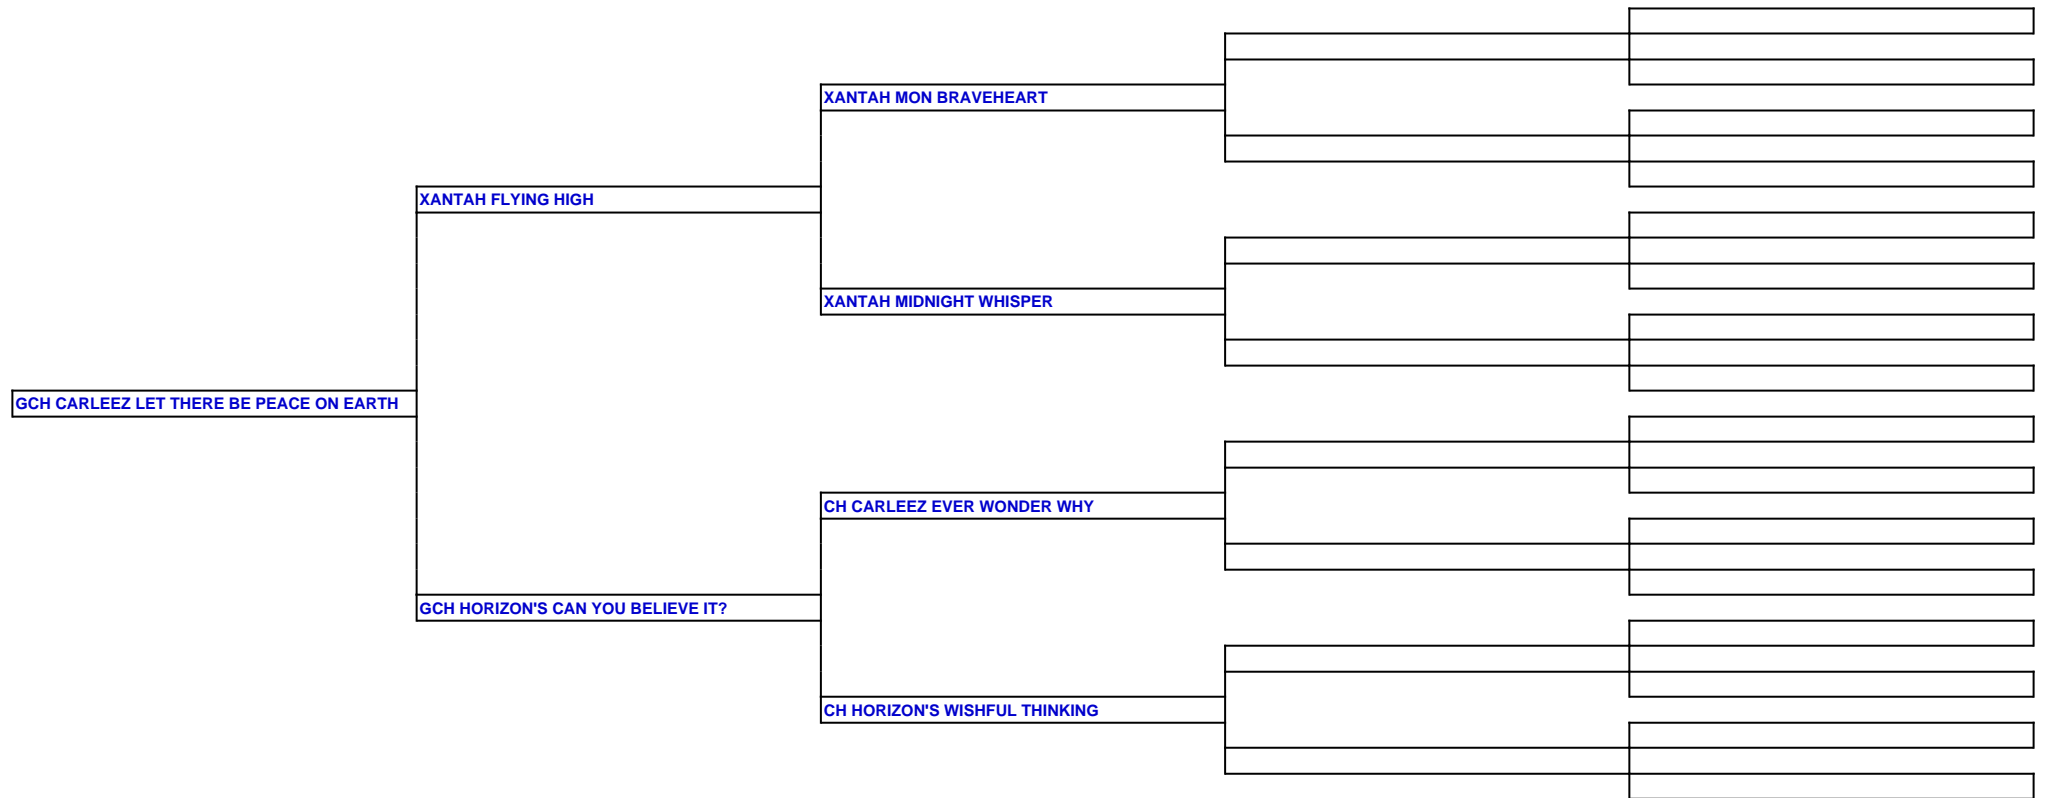 XANTAH MON BRAVEHEART
XANTAH FLYING HIGH
XANTAH MIDNIGHT WHISPER
GCH CARLEEZ LET THERE BE PEACE ON EARTH
CH CARLEEZ EVER WONDER WHY
GCH HORIZON'S CAN YOU BELIEVE IT?
CH HORIZON'S WISHFUL THINKING